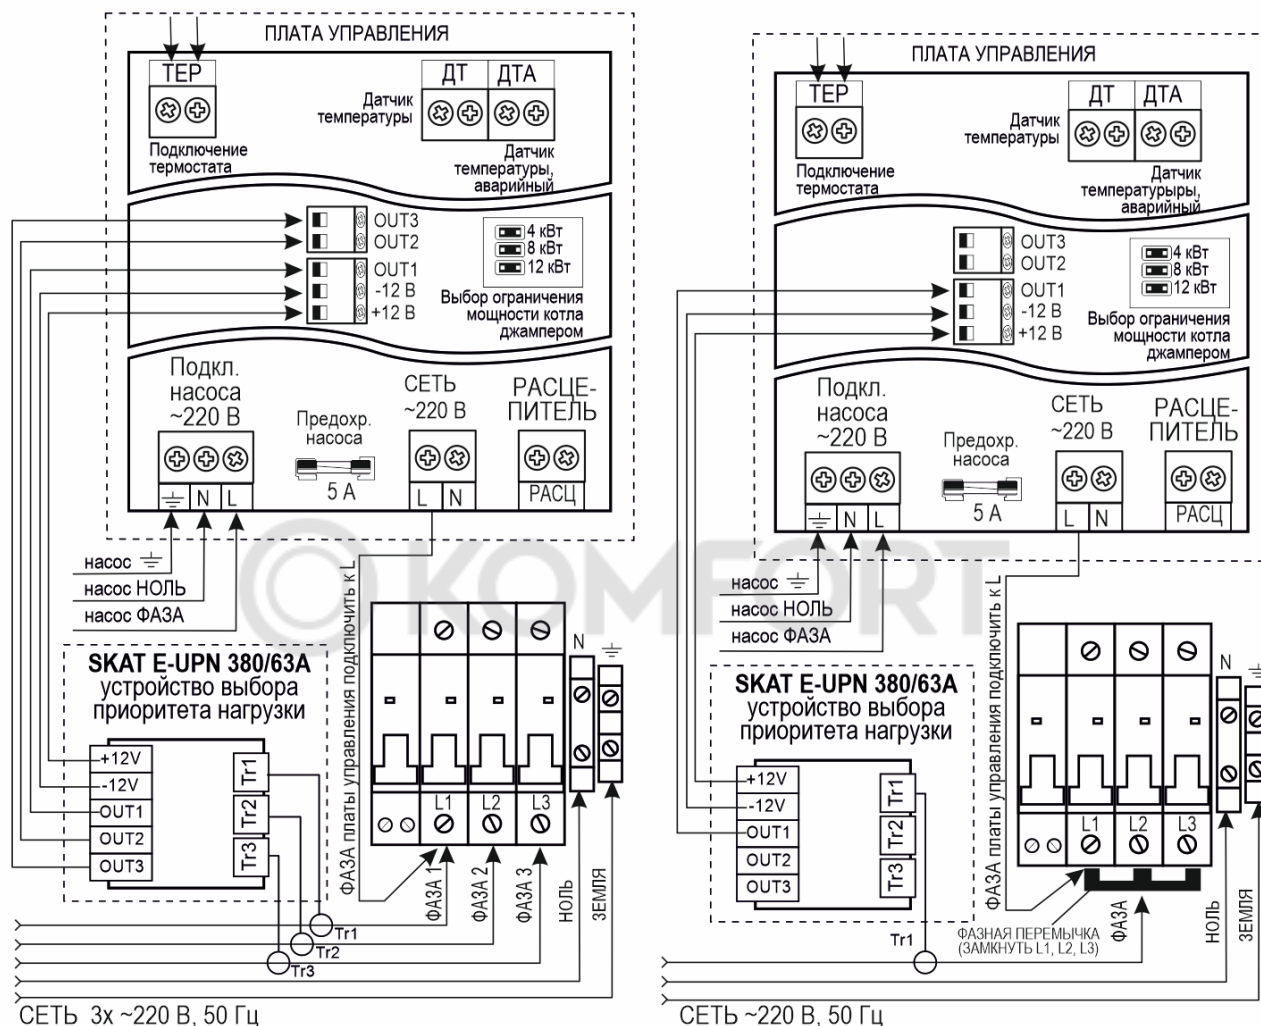 ПЛАТА УПРАВЛЕНИЯ
ТЕР
ДТ ДТА
Датчик
температуры
Подключение
термостата
Датчик
температуры,
аварийный
OUT3
OUT2
OUT1
-12 В
+12 В
4 кВт
8 кВт
12 кВт
Выбор ограничения
мощности котла
джампером
Подкл.
насоса
~220 В
Предохр.
насоса
5 А
СЕТЬ
~220 В
РАСЦЕ-
ПИТЕЛЬ
N L
L N
РАСЦ
насос
насос НОЛЬ
насос ФАЗА
ФАЗА платы управления подключить к L
SKAT E-UPN 380/63A
устройство выбора
приоритета нагрузки
+12V
-12V
OUT1
OUT2
OUT3
Tr1
Tr2
Tr3
L1 L2 L3
N
ФАЗА 1
ФАЗА 2
ФАЗА 3
НОЛЬ
ЗЕМЛЯ
Tr1
Tr2
Tr3
СЕТЬ 3x ~220 В, 50 Гц
ПЛАТА УПРАВЛЕНИЯ
ТЕР
ДТ ДТА
Датчик
температуры
Подключение
термостата
Датчик
температурыры,
аварийный
OUT3
OUT2
OUT1
-12 В
+12 В
4 кВт
8 кВт
12 кВт
Выбор ограничения
мощности котла
джампером
Подкл.
насоса
~220 В
Предохр.
насоса
5 А
СЕТЬ
~220 В
РАСЦЕ-
ПИТЕЛЬ
N L
L N
РАСЦ
насос
насос НОЛЬ
насос ФАЗА
ФАЗА платы управления подключить к L
SKAT E-UPN 380/63A
устройство выбора
приоритета нагрузки
+12V
-12V
OUT1
OUT2
OUT3
Tr1
Tr2
Tr3
L1 L2 L3
N
ФАЗНАЯ ПЕРЕМЫЧКА
(ЗАМКНУТЬ L1, L2, L3)
ФАЗА
НОЛЬ
ЗЕМЛЯ
Tr1
СЕТЬ ~220 В, 50 Гц
KOMFORT